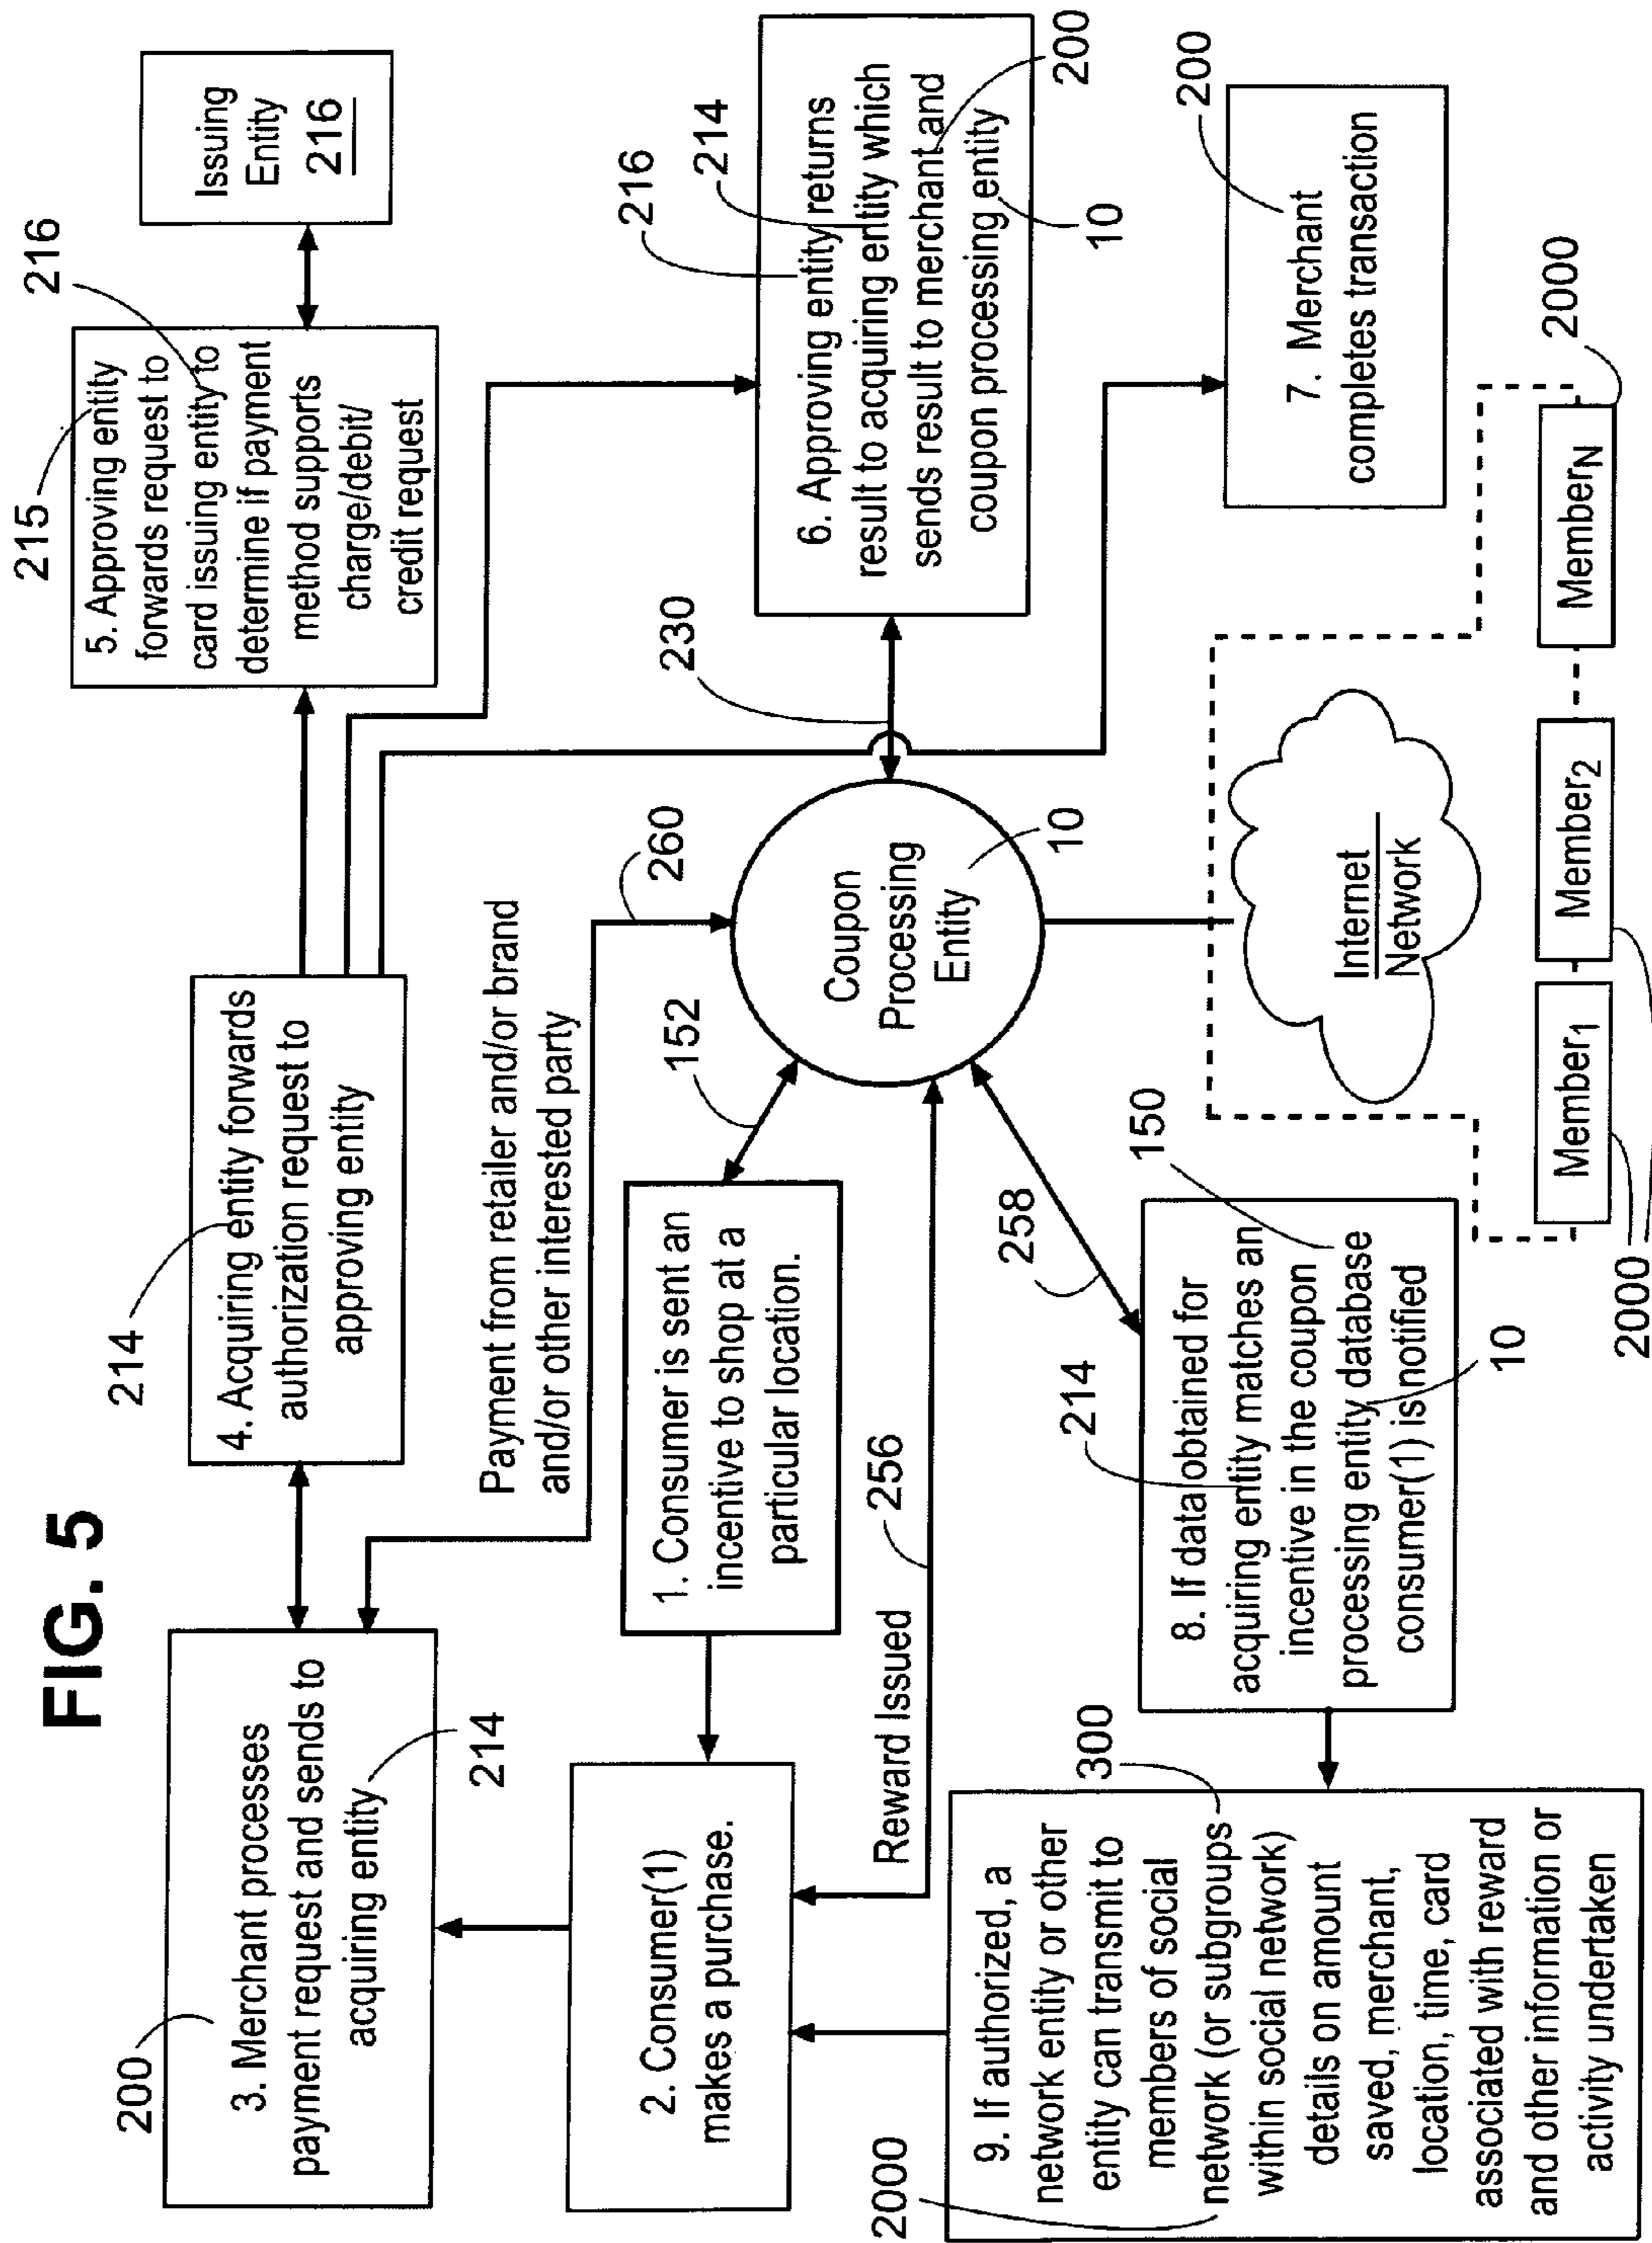 FIG. 5
200
3. Merchant processes
payment request and sends to
acquiring entity
214
214
4. Acquiring entity forwards
authorization request to
approving entity
215
216
5. Approving entity
forwards request to
card issuing entity to
determine if payment
method supports
charge/debit/
credit request
Issuing
Entity
216
Payment from retailer and/or brand
and/or other interested party
260
2. Consumer(1)
makes a purchase.
1. Consumer is sent an
incentive to shop at a
particular location.
152
Coupon
Processing
Entity
10
230
216
214
6. Approving entity returns
result to acquiring entity which
sends result to merchant and
coupon processing entity
200
10
Reward Issued
256
258
2000
300
9. If authorized, a
network entity or other
entity can transmit to
members of social
network (or subgroups
within social network)
details on amount
saved, merchant,
location, time, card
associated with reward
and other information or
activity undertaken
214
150
8. If data obtained for
acquiring entity matches an
incentive in the coupon
processing entity database
consumer(1) is notified
10
Internet
Network
200
7. Merchant
completes transaction
2000
Member1
Member2
MemberN
2000